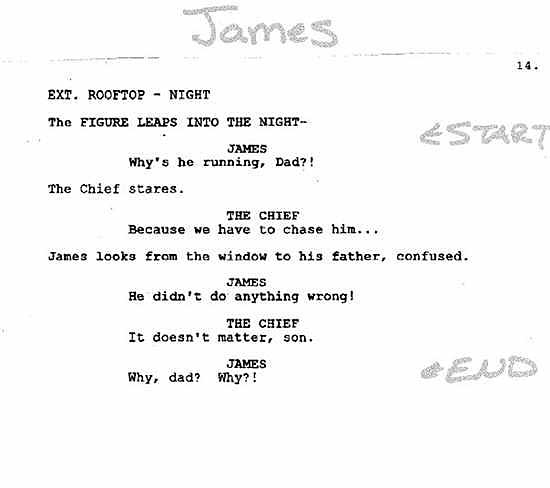 James
14.
EXT. ROOFTOP - NIGHT
The FIGURE LEAPS INTO THE NIGHT-
<START
JAMES
Why's he running, Dad?!
The Chief stares.
THE CHIEF
Because we have to chase him...
James looks from the window to his father, confused.
JAMES
He didn't do anything wrong!
THE CHIEF
It doesn't matter, son.
JAMES
Why, dad? Why?!
<END